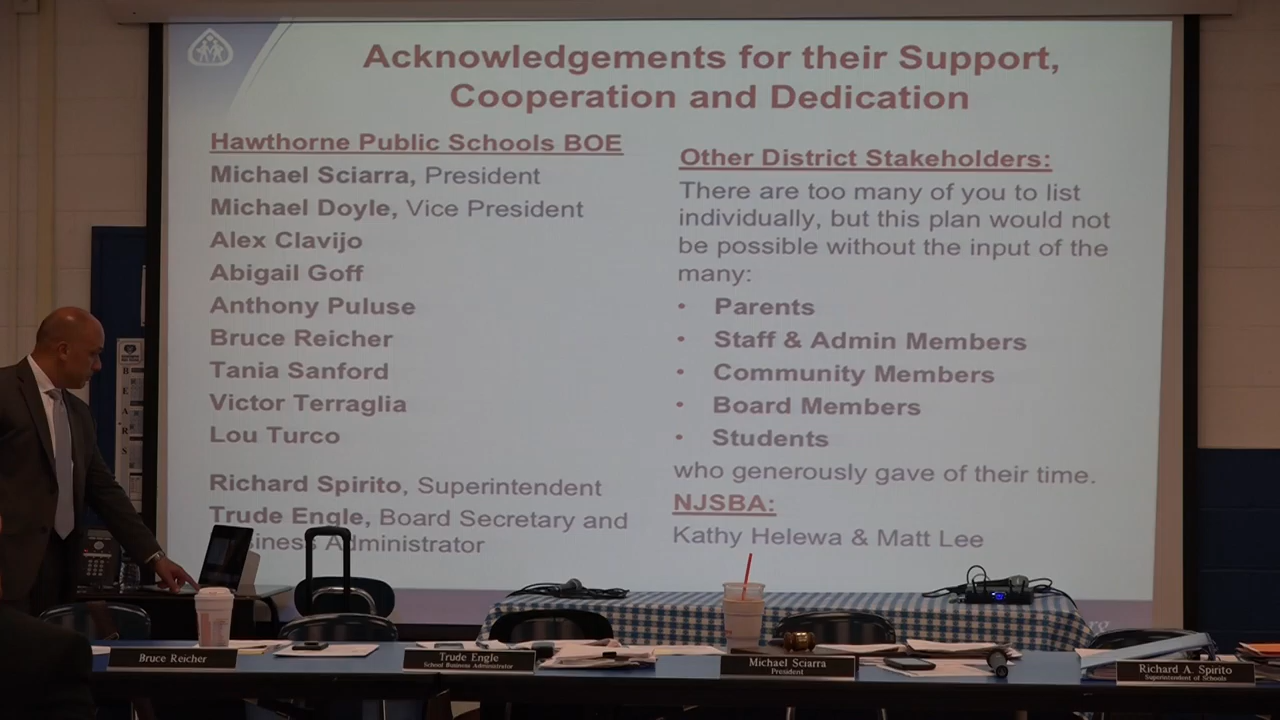 Acknowledgements for their Support,
Cooperation and Dedication
Hawthorne Public Schools BOE
Michael Sciarra, President
Michael Doyle, Vice President
Alex Clavijo
Abigail Goff
Anthony Puluse
Bruce Reicher
Tania Sanford
Victor Terraglia
Lou Turco
Richard Spirito, Superintendent
Trude Engle, Board Secretary and
Administrator
Other District Stakeholders:
There are too many of you to list
individually, but this plan would not
be possible without the input of the
many:
• Parents
• Staff & Admin Members
• Community Members
• Board Members
• Students
who generously gave of their time.
NJSBA:
Kathy Helewa & Matt Lee
BEARS
Bruce Reicher
Trude Engle
School Business Administrator
Michael Sciarra
President
Richard A. Spirito
Superintendent of Schools